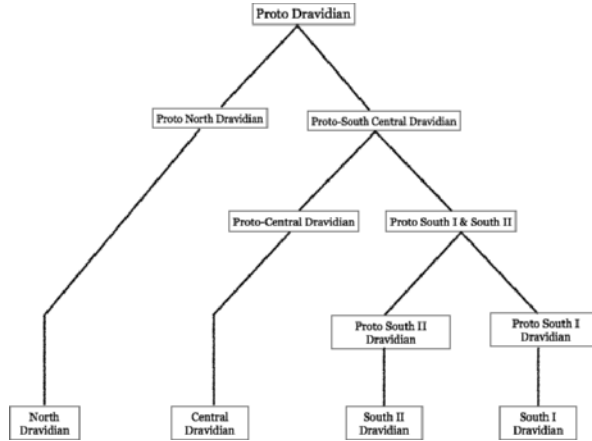 Proto Dravidian
Proto North Dravidian
Proto-South Central Dravidian
Proto-Central Dravidian
Proto South I & South II
Proto South II
Dravidian
Proto South I
Dravidian
North
Dravidian
Central
Dravidian
South II
Dravidian
South I
Dravidian